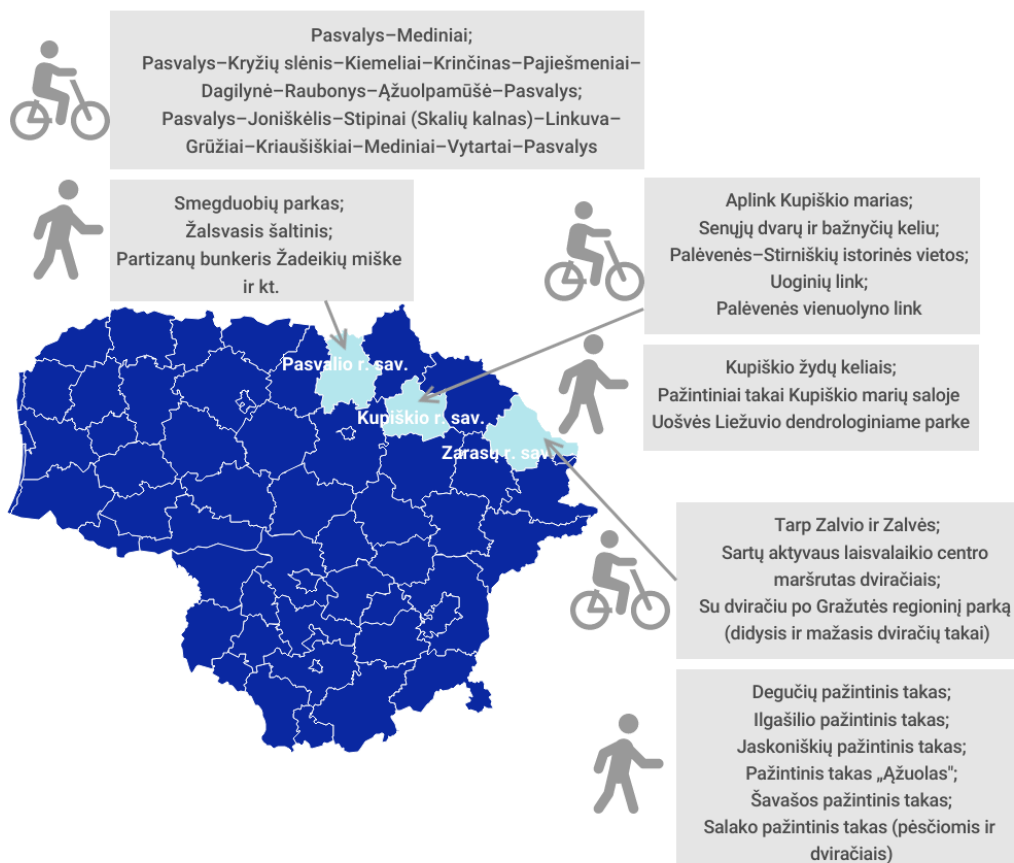 Pasvalys–Mediniai;
Pasvalys–Kryžių slėnis–Kiemeliai–Krinčinas–Pajiešmeniai–
Dagilynė–Raubonys–Ąžuolpamūšė–Pasvalys;
Pasvalys–Joniškėlis–Stipinai (Skalių kalnas)–Linkuva–
Grūžiai–Kriaušiškiai–Mediniai–Vytartai–Pasvalys
Smegduobių parkas;
Žalsvasis šaltinis;
Partizanų bunkeris Žadeikių miške
ir kt.
Aplink Kupiškio marias;
Senųjų dvarų ir bažnyčių keliu;
Palėvenės–Stirniškių istorinės vietos;
Uoginių link;
Palėvenės vienuolyno link
Kupiškio žydų keliais;
Pažintiniai takai Kupiškio marių saloje
Uošvės Liežuvio dendrologiniame parke
Pasvalio r. sav.
Kupiškio r. sav.
Zarasų r. sav.
Tarp Zalvio ir Zalvės;
Sartų aktyvaus laisvalaikio centro
maršrutas dviračiais;
Su dviračiu po Gražutės regioninį parką
(didysis ir mažasis dviračių takai)
Degučių pažintinis takas;
Ilgašilio pažintinis takas;
Jaskoniškių pažintinis takas;
Pažintinis takas „Ąžuolas";
Šavašos pažintinis takas;
Salako pažintinis takas (pėsčiomis ir
dviračiais)